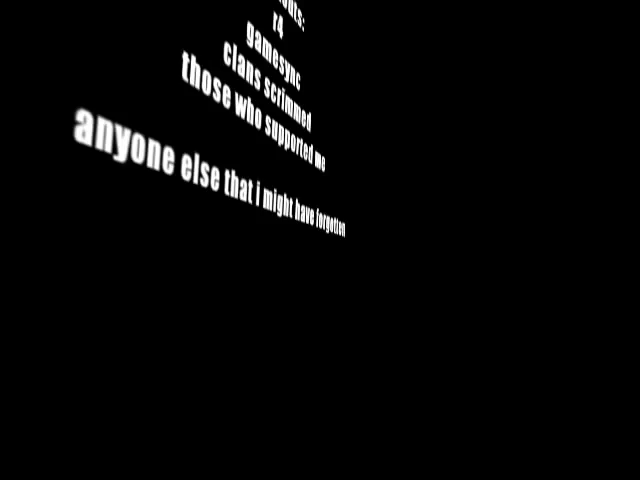 r4
gamesync
clans scrimmed
those who supported me
anyone else that i might have forgotten